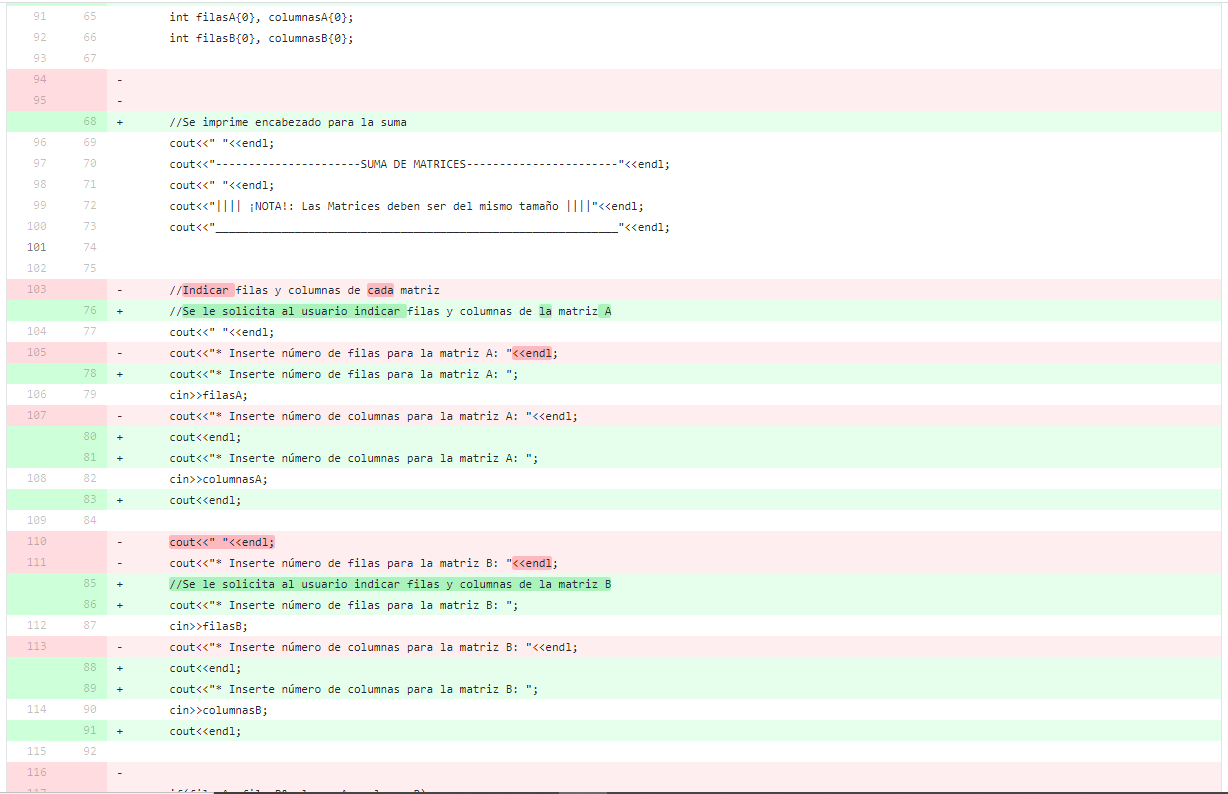 91 65 int filasA{0}, columnasA{0};
92 66 int filasB{0}, columnasB{0};
93 67
94 -
95 -
68 + //Se imprime encabezado para la suma
96 69 cout<<" "<<endl;
97 70 cout<<"----------------------SUMA DE MATRICES-----------------------"<<endl;
98 71 cout<<" "<<endl;
99 72 cout<<"|||| ¡NOTA!: Las Matrices deben ser del mismo tamaño ||||"<<endl;
100 73 cout<<"_____________________________________________________________"<<endl;
101 74
102 75
103 - //Indicar filas y columnas de cada matriz
76 + //Se le solicita al usuario indicar filas y columnas de la matriz A
104 77 cout<<" "<<endl;
105 - cout<<"* Inserte número de filas para la matriz A: "<<endl;
78 + cout<<"* Inserte número de filas para la matriz A: ";
106 79 cin>>filasA;
107 - cout<<"* Inserte número de columnas para la matriz A: "<<endl;
80 + cout<<endl;
81 + cout<<"* Inserte número de columnas para la matriz A: ";
108 82 cin>>columnasA;
83 + cout<<endl;
109 84
110 - cout<<" "<<endl;
111 - cout<<"* Inserte número de filas para la matriz B: "<<endl;
85 + //Se le solicita al usuario indicar filas y columnas de la matriz B
86 + cout<<"* Inserte número de filas para la matriz B: ";
112 87 cin>>filasB;
113 - cout<<"* Inserte número de columnas para la matriz B: "<<endl;
88 + cout<<endl;
89 + cout<<"* Inserte número de columnas para la matriz B: ";
114 90 cin>>columnasB;
91 + cout<<endl;
115 92
116 -